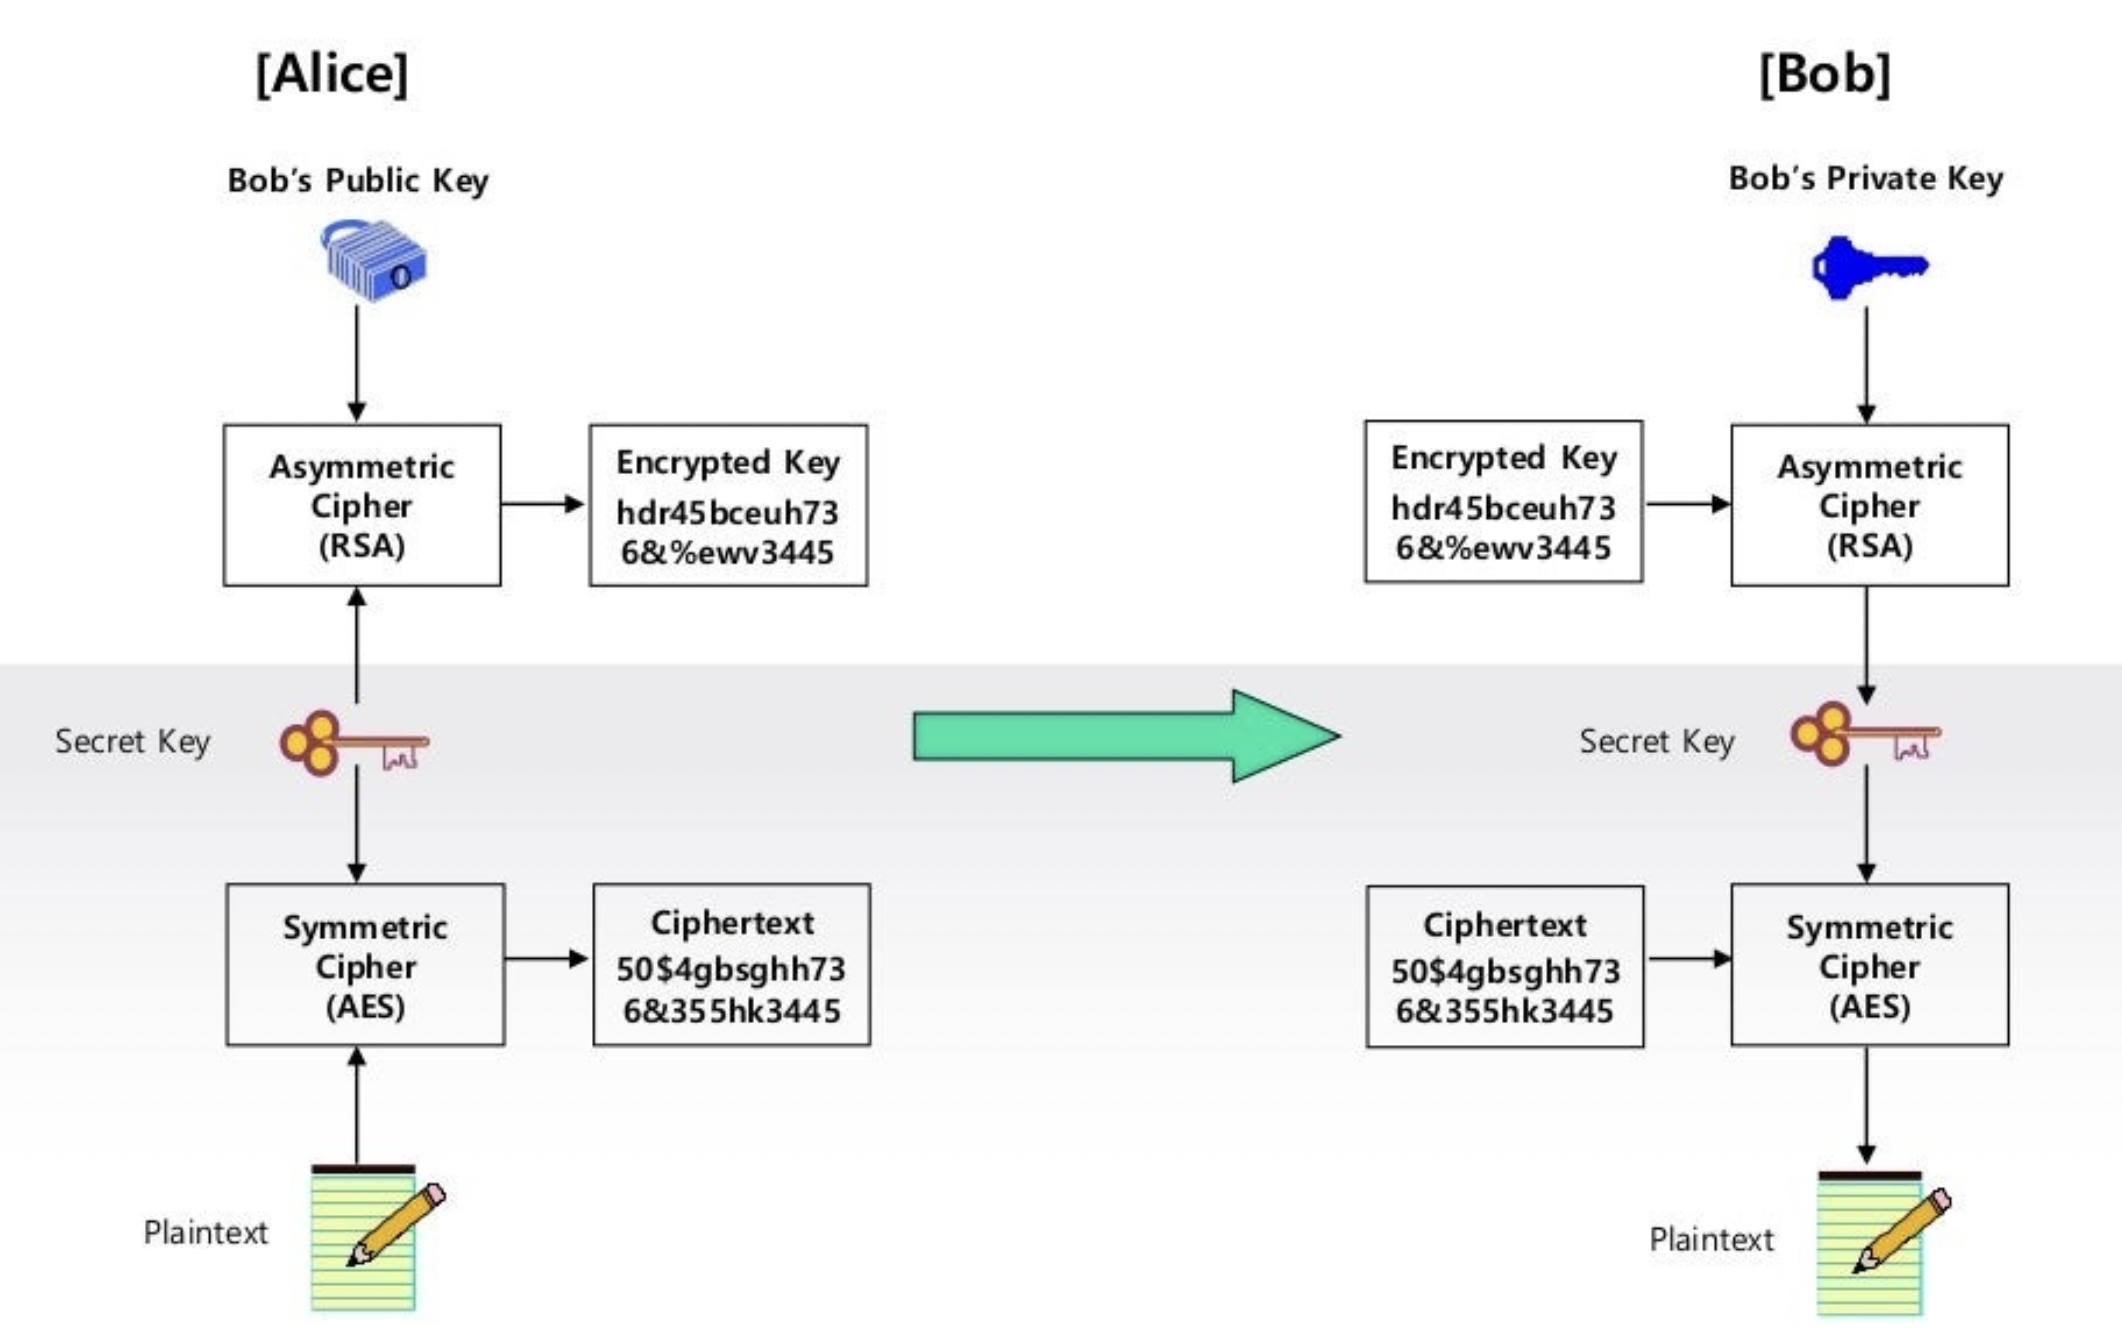 [Alice]
[Bob]
Bob's Public Key
Bob's Private Key
Asymmetric
Cipher
(RSA)
Encrypted Key
hdr45bceuh73
6&%ewv3445
Encrypted Key
hdr45bceuh73
6&%ewv3445
Asymmetric
Cipher
(RSA)
Secret Key
Secret Key
Symmetric
Cipher
(AES)
Ciphertext
50$4gbsghh73
6&355hk3445
Ciphertext
50$4gbsghh73
6&355hk3445
Symmetric
Cipher
(AES)
Plaintext
Plaintext